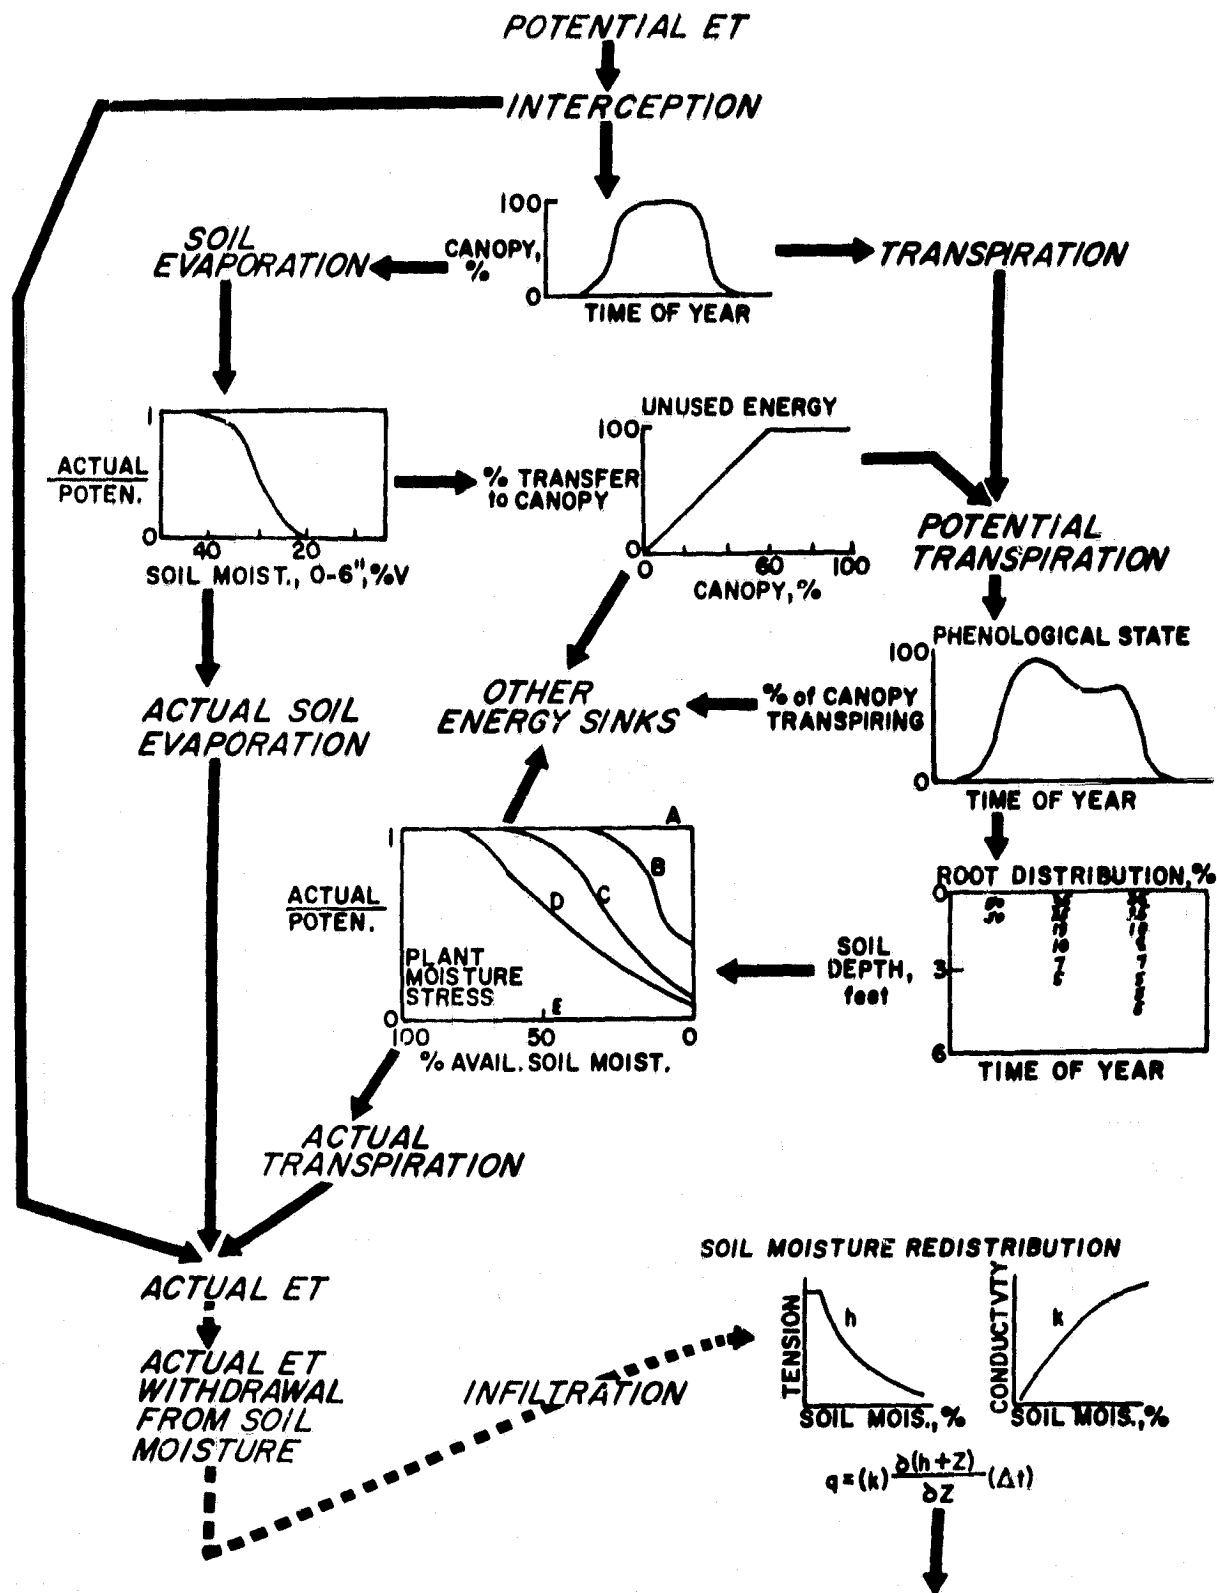 POTENTIAL ET
INTERCEPTION
100
CANOPY,
%
0
TIME OF YEAR
SOIL
EVAPORATION
TRANSPIRATION
1
ACTUAL
POTEN.
0
40
20
SOIL MOIST., 0-6", %V
UNUSED ENERGY
100
% TRANSFER
to CANOPY
0
0
60
100
CANOPY, %
POTENTIAL
TRANSPIRATION
PHENOLOGICAL STATE
100
% of CANOPY
TRANSPIRING
0
TIME OF YEAR
ACTUAL SOIL
EVAPORATION
OTHER
ENERGY SINKS
A
1
B
C
D
ACTUAL
POTEN.
PLANT
MOISTURE
STRESS
E
0
100
50
0
% AVAIL. SOIL MOIST.
ROOT DISTRIBUTION, %
0
SOIL
DEPTH,
feet
3
6
50
10
7
7
TIME OF YEAR
ACTUAL
TRANSPIRATION
ACTUAL ET
ACTUAL ET
WITHDRAWAL
FROM SOIL
MOISTURE
INFILTRATION
SOIL MOISTURE REDISTRIBUTION
TENSION
h
SOIL MOIS., %
CONDUCTVTY
k
SOIL MOIS., %
q = (k) ∂(h+Z)/∂Z (Δt)